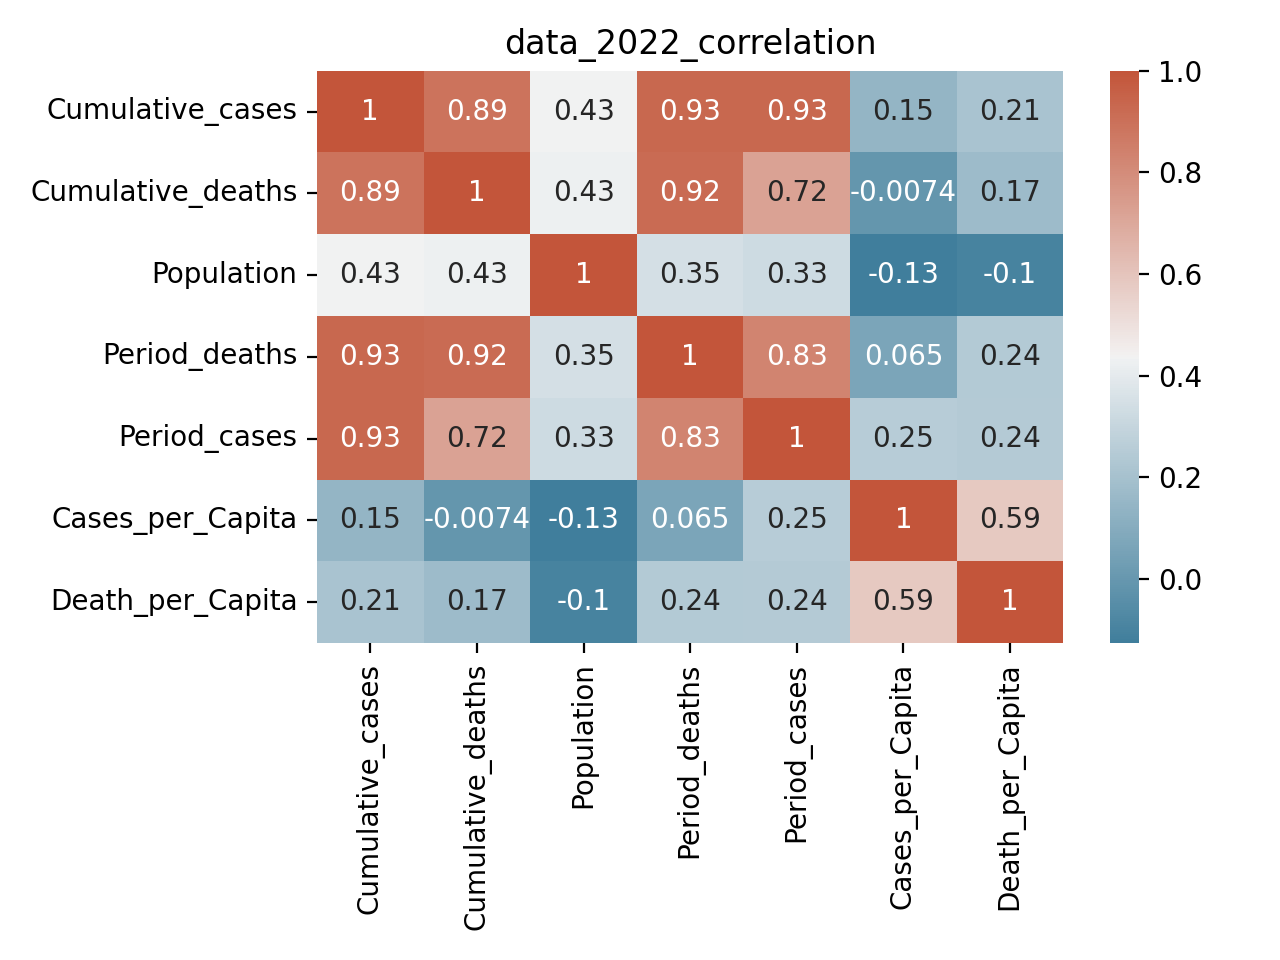 data_2022_correlation
Cumulative_cases 1 0.89 0.43 0.93 0.93 0.15 0.21
Cumulative_deaths 0.89 1 0.43 0.92 0.72 -0.0074 0.17
Population 0.43 0.43 1 0.35 0.33 -0.13 -0.1
Period_deaths 0.93 0.92 0.35 1 0.83 0.065 0.24
Period_cases 0.93 0.72 0.33 0.83 1 0.25 0.24
Cases_per_Capita 0.15 -0.0074 -0.13 0.065 0.25 1 0.59
Death_per_Capita 0.21 0.17 -0.1 0.24 0.24 0.59 1
Cumulative_cases
Cumulative_deaths
Population
Period_deaths
Period_cases
Cases_per_Capita
Death_per_Capita
1.0
0.8
0.6
0.4
0.2
0.0